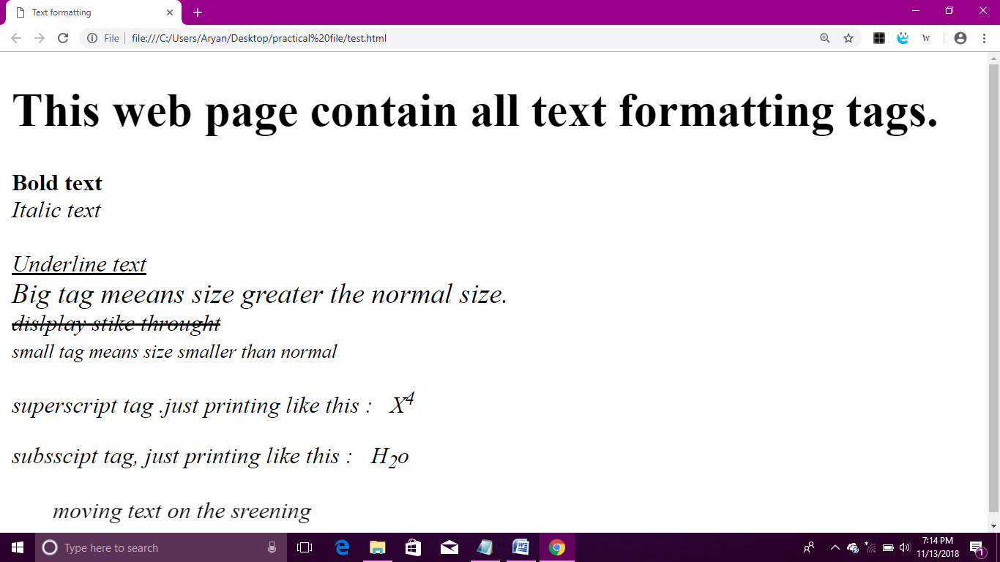 Text formatting
File file:///C:/Users/Aryan/Desktop/practical%20file/test.html
W
This web page contain all text formatting tags.
Bold text
Italic text
Underline text
Big tag meeans size greater the normal size.
dislplay stike throught
small tag means size smaller than normal
superscript tag .just printing like this : X⁴
subsscipt tag, just printing like this : H₂o
moving text on the sreening
Type here to search
7:14 PM
11/13/2018
1